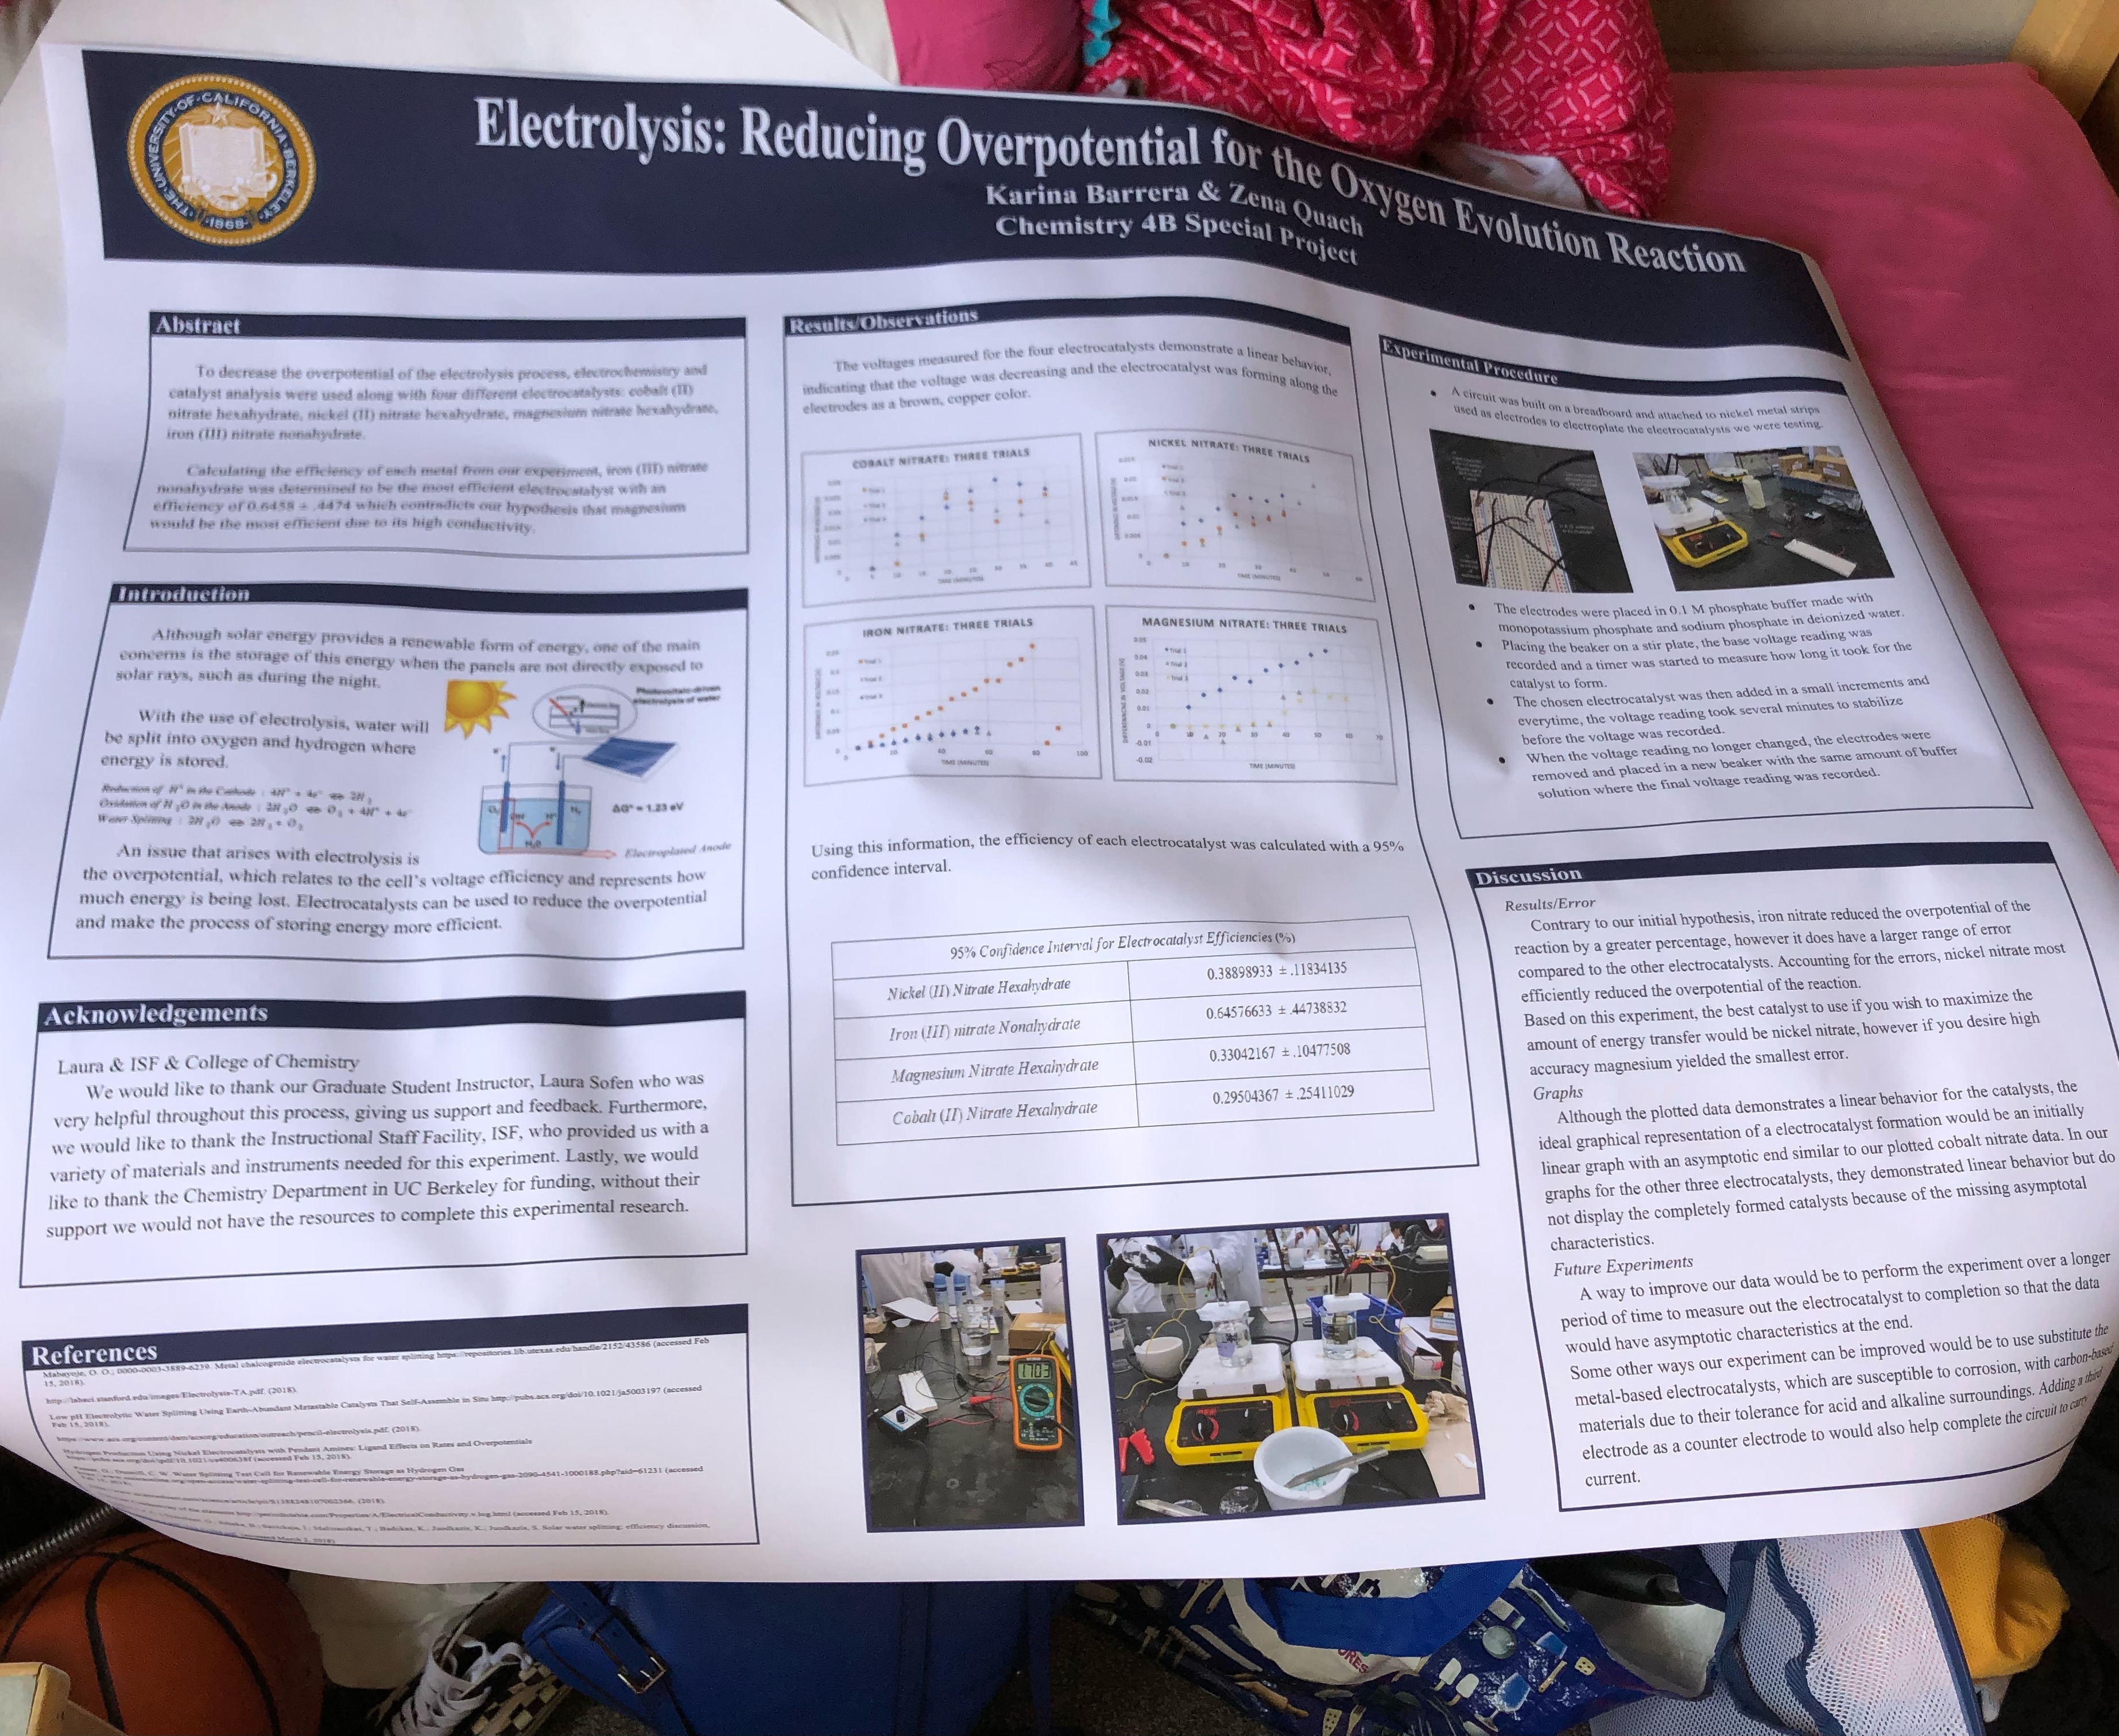 Electrolysis: Reducing Overpotential for the Oxygen Evolution Reaction
Karina Barrera & Zena Quach
Chemistry 4B Special Project
THE·UNIVERSITY·OF·CALIFORNIA·BERKELEY
·1868·
Abstract
To decrease the overpotential of the electrolysis process, electrochemistry and
catalyst analysis were used along with four different electrocatalysts: cobalt (II)
nitrate hexahydrate, nickel (II) nitrate hexahydrate, magnesium nitrate hexahydrate,
iron (III) nitrate nonahydrate.
Calculating the efficiency of each metal from our experiment, iron (III) nitrate
nonahydrate was determined to be the most efficient electrocatalyst with an
efficiency of 0.6458 ± .4474 which contradicts our hypothesis that magnesium
would be the most efficient due to its high conductivity.
Introduction
Although solar energy provides a renewable form of energy, one of the main
concerns is the storage of this energy when the panels are not directly exposed to
solar rays, such as during the night.
With the use of electrolysis, water will
be split into oxygen and hydrogen where
energy is stored.
electrolysis of water
ΔG° = 1.23 eV
Electroplated Anode
An issue that arises with electrolysis is
the overpotential, which relates to the cell's voltage efficiency and represents how
much energy is being lost. Electrocatalysts can be used to reduce the overpotential
and make the process of storing energy more efficient.
Acknowledgements
Laura & ISF & College of Chemistry
We would like to thank our Graduate Student Instructor, Laura Sofen who was
very helpful throughout this process, giving us support and feedback. Furthermore,
we would like to thank the Instructional Staff Facility, ISF, who provided us with a
variety of materials and instruments needed for this experiment. Lastly, we would
like to thank the Chemistry Department in UC Berkeley for funding, without their
support we would not have the resources to complete this experimental research.
References
Results/Observations
The voltages measured for the four electrocatalysts demonstrate a linear behavior,
indicating that the voltage was decreasing and the electrocatalyst was forming along the
electrodes as a brown, copper color.
COBALT NITRATE: THREE TRIALS
NICKEL NITRATE: THREE TRIALS
IRON NITRATE: THREE TRIALS
MAGNESIUM NITRATE: THREE TRIALS
TIME (MINUTES)
Using this information, the efficiency of each electrocatalyst was calculated with a 95%
confidence interval.
95% Confidence Interval for Electrocatalyst Efficiencies (%)
Nickel (II) Nitrate Hexahydrate 0.38898933 ± .11834135
Iron (III) nitrate Nonahydrate 0.64576633 ± .44738832
Magnesium Nitrate Hexahydrate 0.33042167 ± .10477508
Cobalt (II) Nitrate Hexahydrate 0.29504367 ± .25411029
Experimental Procedure
• A circuit was built on a breadboard and attached to nickel metal strips
used as electrodes to electroplate the electrocatalysts we were testing.
• The electrodes were placed in 0.1 M phosphate buffer made with
monopotassium phosphate and sodium phosphate in deionized water.
• Placing the beaker on a stir plate, the base voltage reading was
recorded and a timer was started to measure how long it took for the
catalyst to form.
• The chosen electrocatalyst was then added in a small increments and
everytime, the voltage reading took several minutes to stabilize
before the voltage was recorded.
• When the voltage reading no longer changed, the electrodes were
removed and placed in a new beaker with the same amount of buffer
solution where the final voltage reading was recorded.
Discussion
Results/Error
Contrary to our initial hypothesis, iron nitrate reduced the overpotential of the
reaction by a greater percentage, however it does have a larger range of error
compared to the other electrocatalysts. Accounting for the errors, nickel nitrate most
efficiently reduced the overpotential of the reaction.
Based on this experiment, the best catalyst to use if you wish to maximize the
amount of energy transfer would be nickel nitrate, however if you desire high
accuracy magnesium yielded the smallest error.
Graphs
Although the plotted data demonstrates a linear behavior for the catalysts, the
ideal graphical representation of a electrocatalyst formation would be an initially
linear graph with an asymptotic end similar to our plotted cobalt nitrate data. In our
graphs for the other three electrocatalysts, they demonstrated linear behavior but do
not display the completely formed catalysts because of the missing asymptotal
characteristics.
Future Experiments
A way to improve our data would be to perform the experiment over a longer
period of time to measure out the electrocatalyst to completion so that the data
would have asymptotic characteristics at the end.
Some other ways our experiment can be improved would be to use substitute the
metal-based electrocatalysts, which are susceptible to corrosion, with carbon-based
materials due to their tolerance for acid and alkaline surroundings. Adding a third
electrode as a counter electrode to would also help complete the circuit to carry
current.